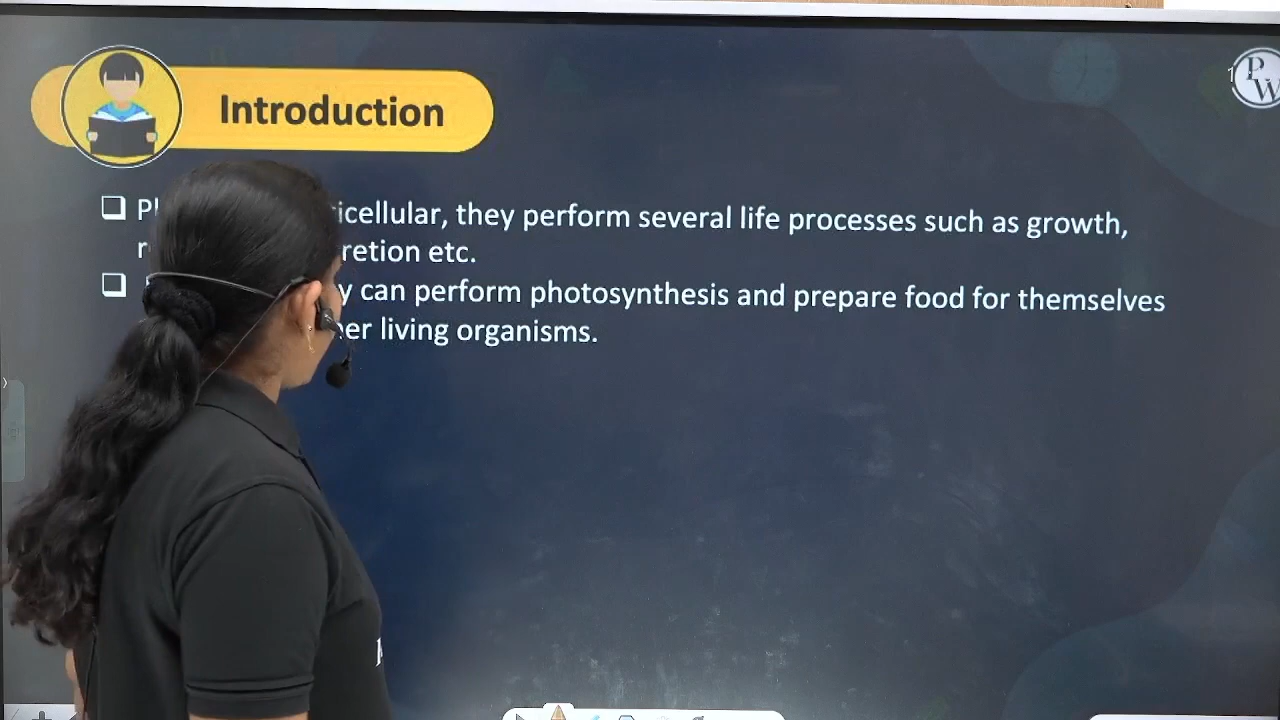 Introduction
PW
icellular, they perform several life processes such as growth,
retion etc.
y can perform photosynthesis and prepare food for themselves
er living organisms.